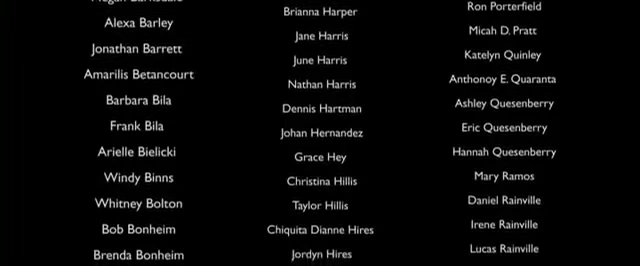 Alexa Barley
Jonathan Barrett
Amarilis Betancourt
Barbara Bila
Frank Bila
Arielle Bielicki
Windy Binns
Whitney Bolton
Bob Bonheim
Brenda Bonheim
Brianna Harper
Jane Harris
June Harris
Nathan Harris
Dennis Hartman
Johan Hernandez
Grace Hey
Christina Hillis
Taylor Hillis
Chiquita Dianne Hires
Jordyn Hires
Ron Porterfield
Micah D. Pratt
Katelyn Quinley
Anthonoy E. Quaranta
Ashley Quesenberry
Eric Quesenberry
Hannah Quesenberry
Mary Ramos
Daniel Rainville
Irene Rainville
Lucas Rainville